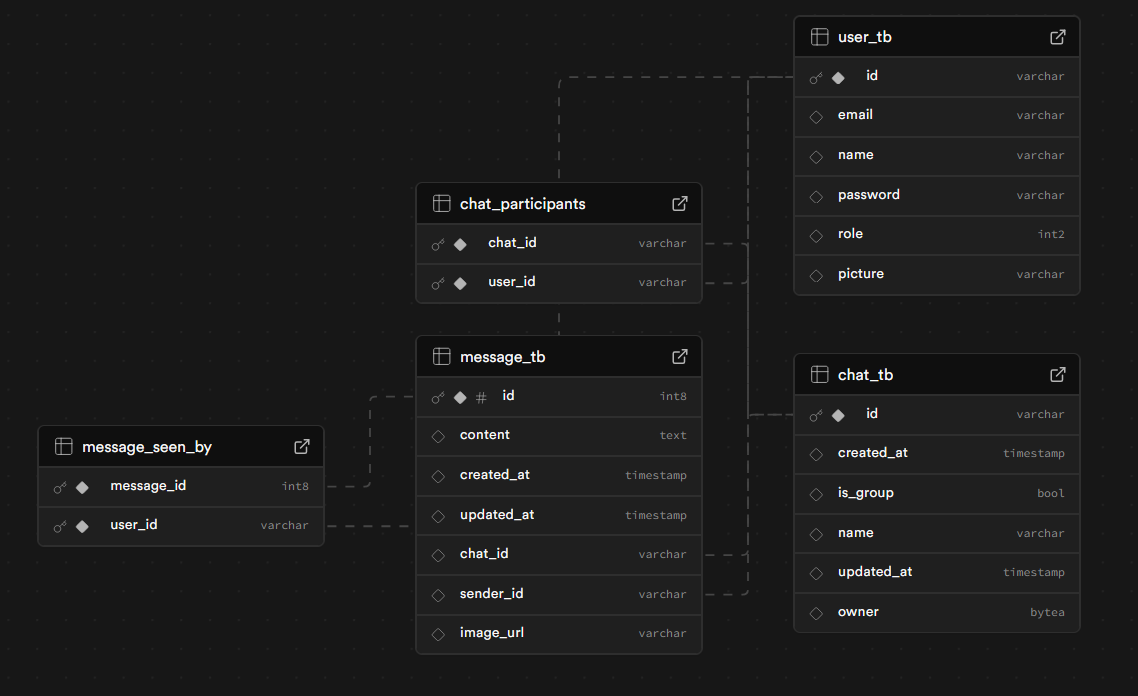 user_tb
id varchar
email varchar
name varchar
password varchar
role int2
picture varchar
chat_participants
chat_id varchar
user_id varchar
message_tb
# id int8
content text
created_at timestamp
updated_at timestamp
chat_id varchar
sender_id varchar
image_url varchar
chat_tb
id varchar
created_at timestamp
is_group bool
name varchar
updated_at timestamp
owner bytea
message_seen_by
message_id int8
user_id varchar